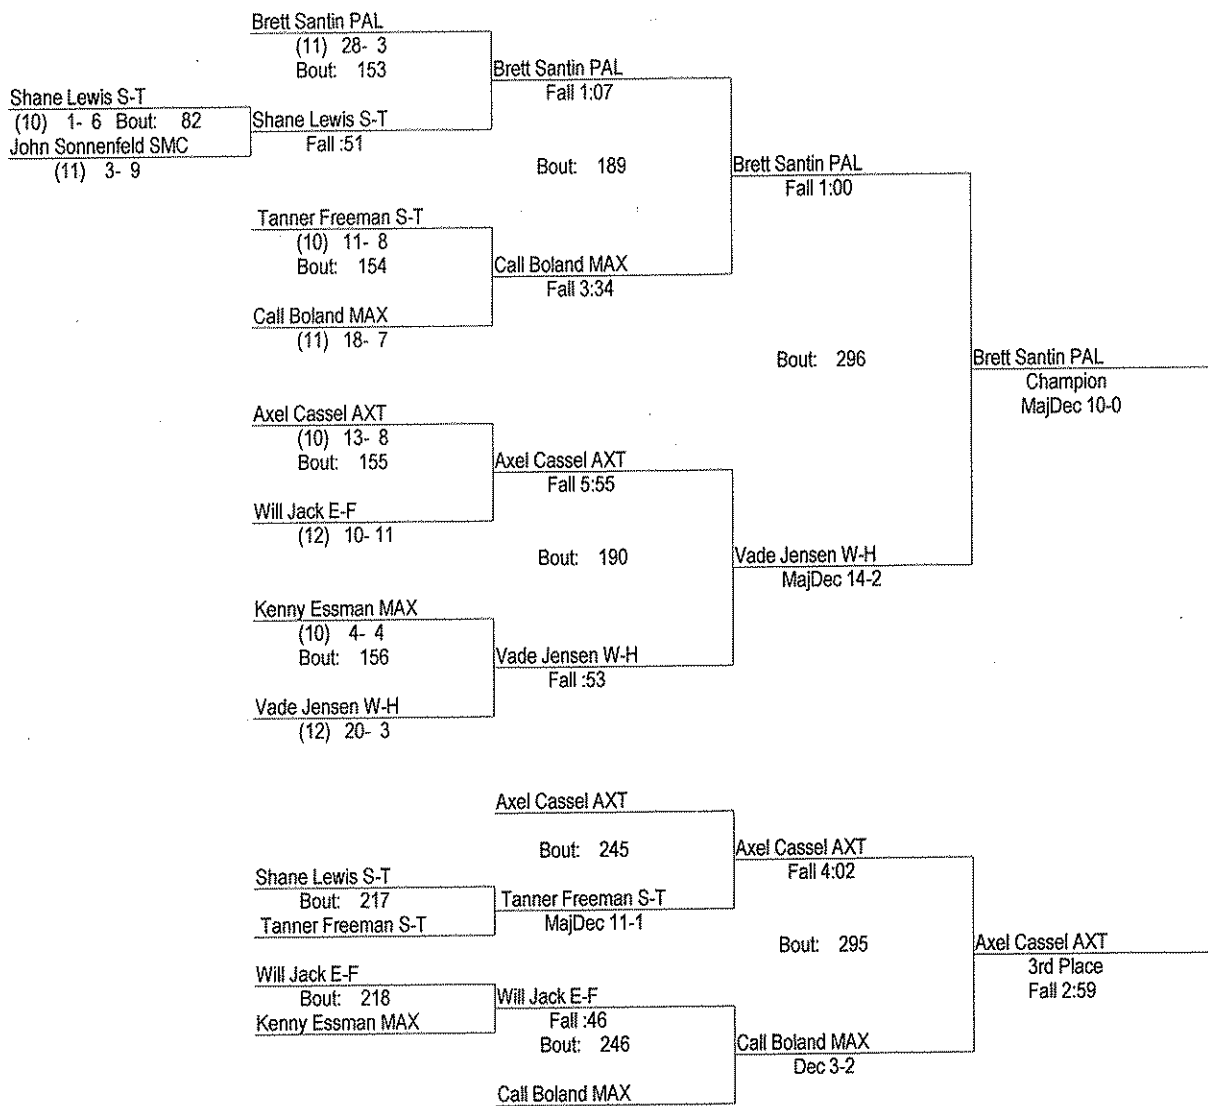 Brett Santin PAL
(11) 28- 3
Bout: 153
Brett Santin PAL
Fall 1:07
Shane Lewis S-T
(10) 1- 6 Bout: 82
Shane Lewis S-T
Fall :51
John Sonnenfeld SMC
(11) 3- 9
Bout: 189
Brett Santin PAL
Fall 1:00
Tanner Freeman S-T
(10) 11- 8
Bout: 154
Call Boland MAX
Fall 3:34
Call Boland MAX
(11) 18- 7
Bout: 296
Brett Santin PAL
Champion
MajDec 10-0
Axel Cassel AXT
(10) 13- 8
Bout: 155
Axel Cassel AXT
Fall 5:55
Will Jack E-F
(12) 10- 11
Bout: 190
Vade Jensen W-H
MajDec 14-2
Kenny Essman MAX
(10) 4- 4
Bout: 156
Vade Jensen W-H
Fall :53
Vade Jensen W-H
(12) 20- 3
Axel Cassel AXT
Bout: 245
Axel Cassel AXT
Fall 4:02
Shane Lewis S-T
Bout: 217
Tanner Freeman S-T
MajDec 11-1
Tanner Freeman S-T
Bout: 295
Axel Cassel AXT
3rd Place
Fall 2:59
Will Jack E-F
Bout: 218
Will Jack E-F
Fall :46
Kenny Essman MAX
Bout: 246
Call Boland MAX
Dec 3-2
Call Boland MAX